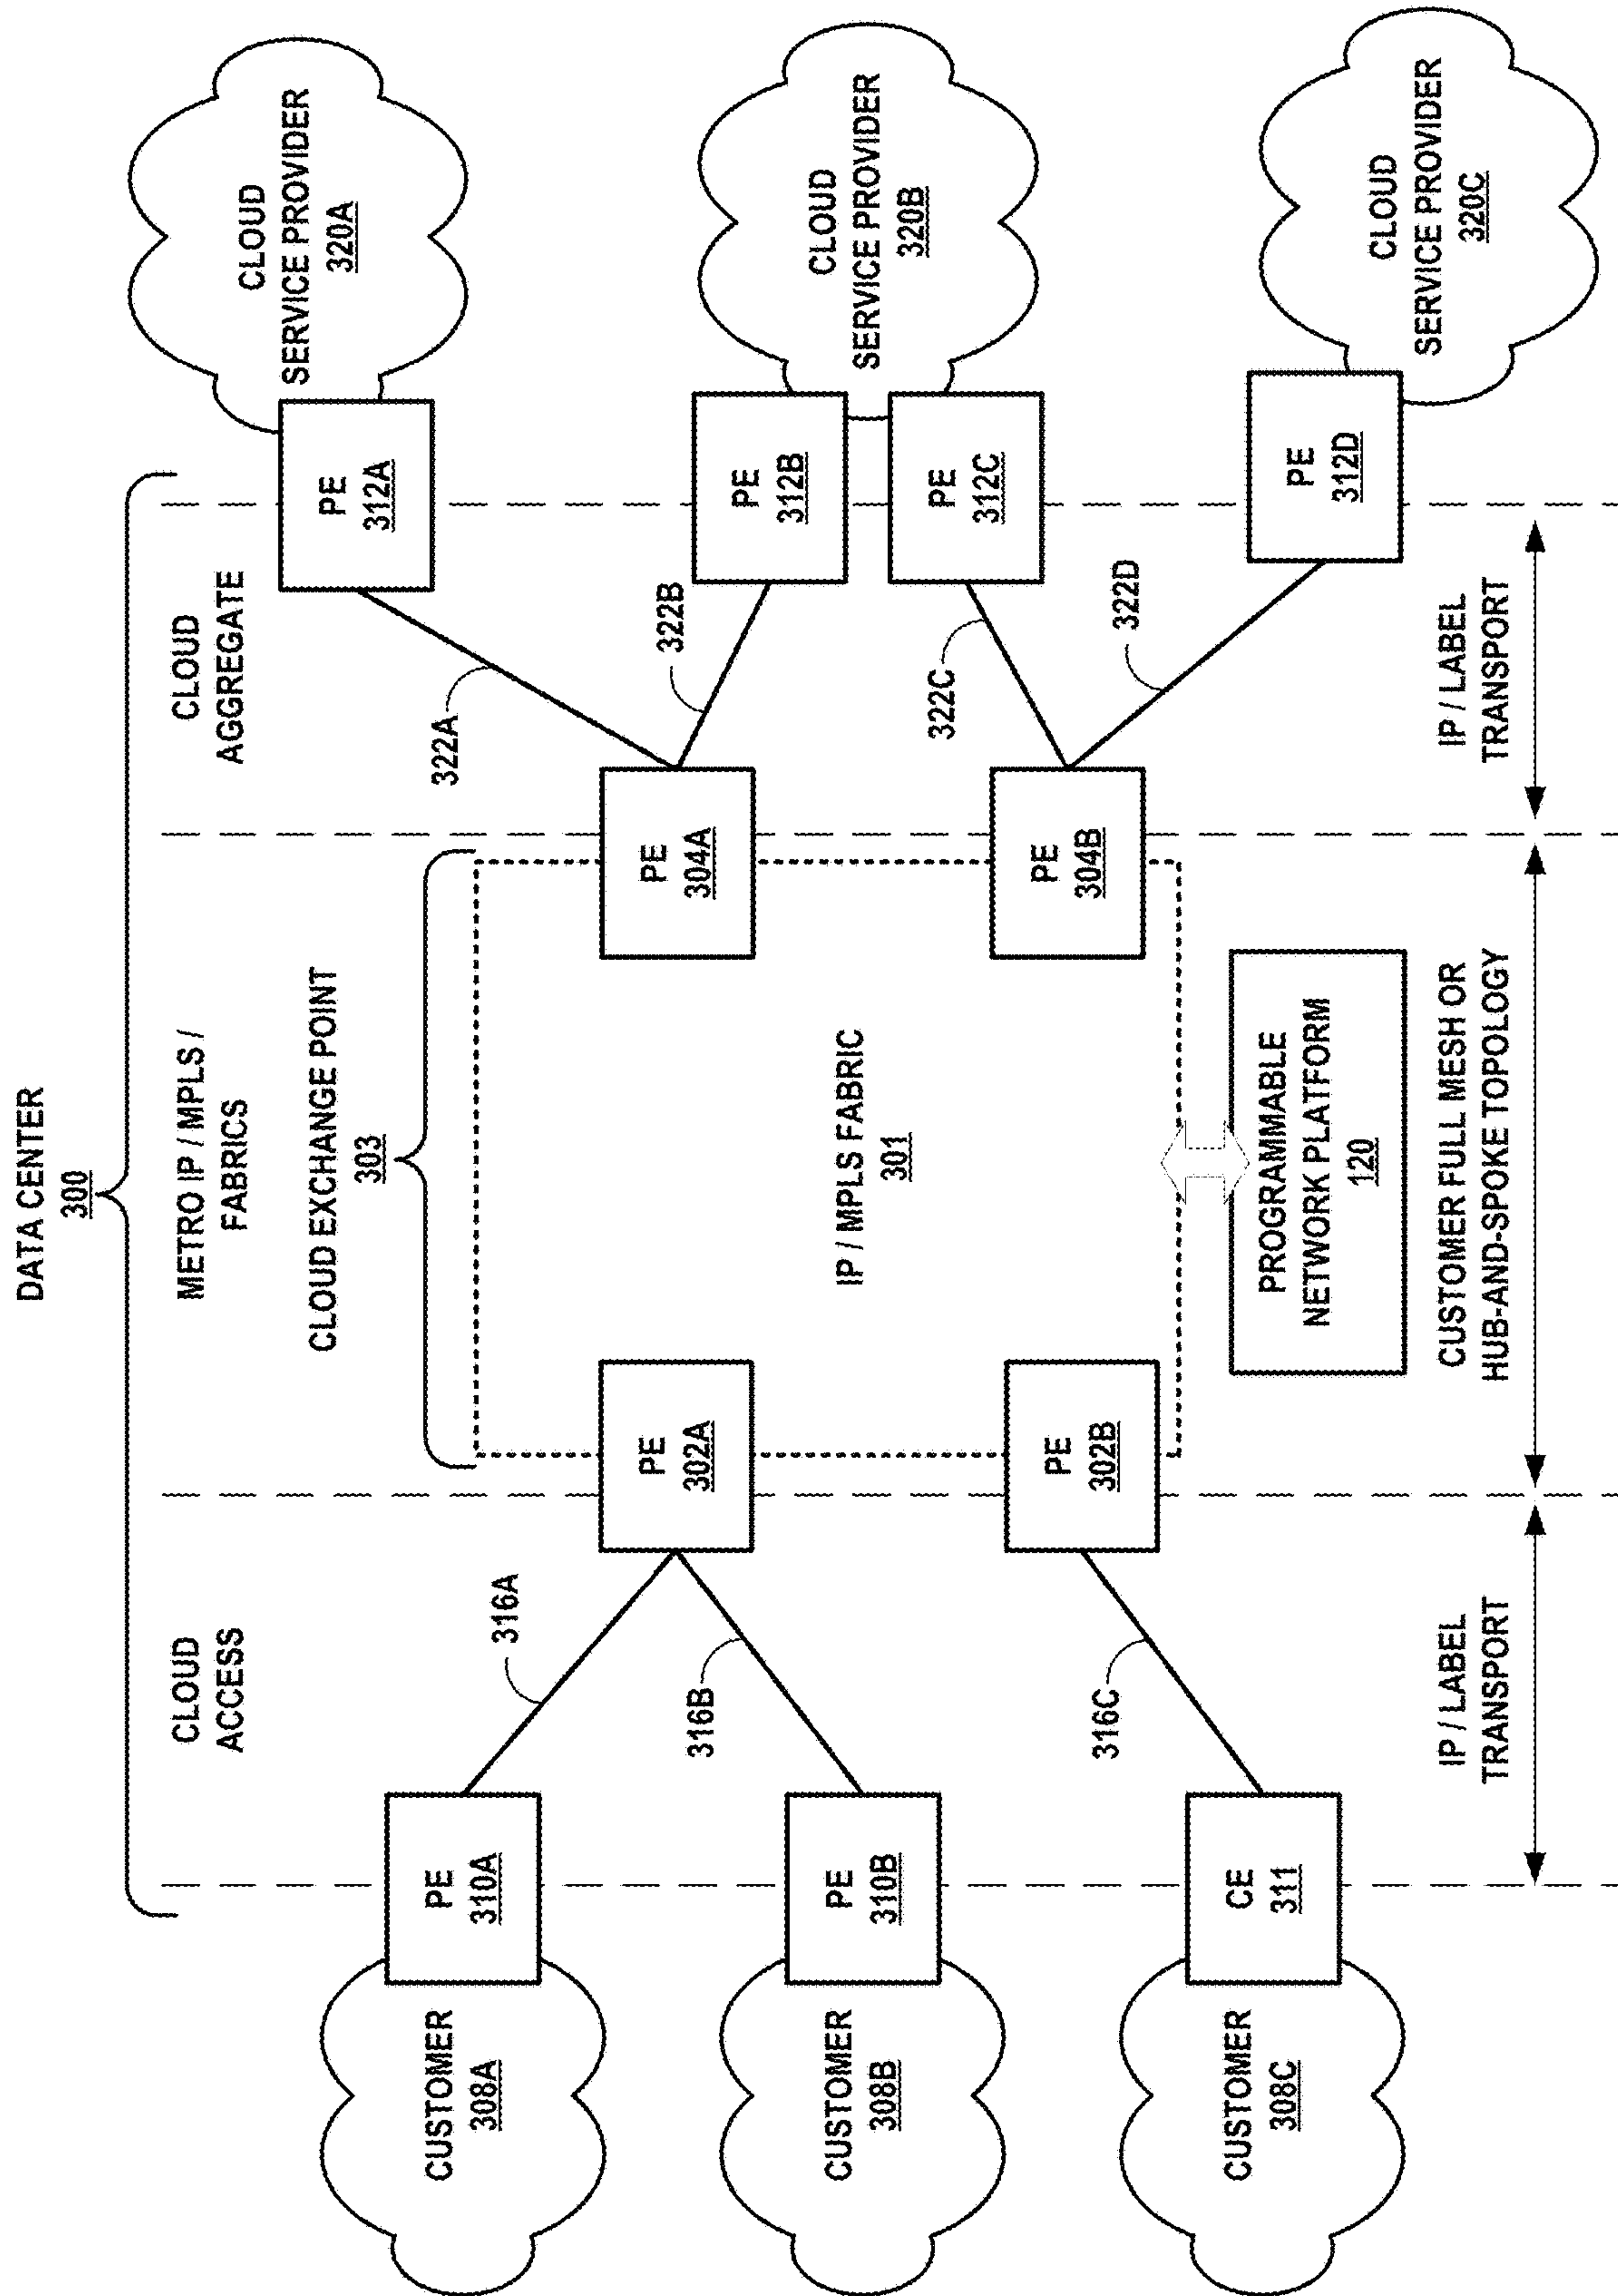 DATA CENTER
300
CLOUD
ACCESS
METRO IP / MPLS /
FABRICS
CLOUD
AGGREGATE
CLOUD EXCHANGE POINT
303
CUSTOMER
308A
PE
310A
316A
PE
302A
PE
304A
322A
PE
312A
CLOUD
SERVICE PROVIDER
320A
CUSTOMER
308B
PE
310B
316B
IP / MPLS FABRIC
301
322B
PE
312B
CLOUD
SERVICE PROVIDER
320B
322C
PE
312C
CUSTOMER
308C
CE
311
316C
PE
302B
PE
304B
322D
PE
312D
CLOUD
SERVICE PROVIDER
320C
PROGRAMMABLE
NETWORK PLATFORM
120
IP / LABEL
TRANSPORT
CUSTOMER FULL MESH OR
HUB-AND-SPOKE TOPOLOGY
IP / LABEL
TRANSPORT